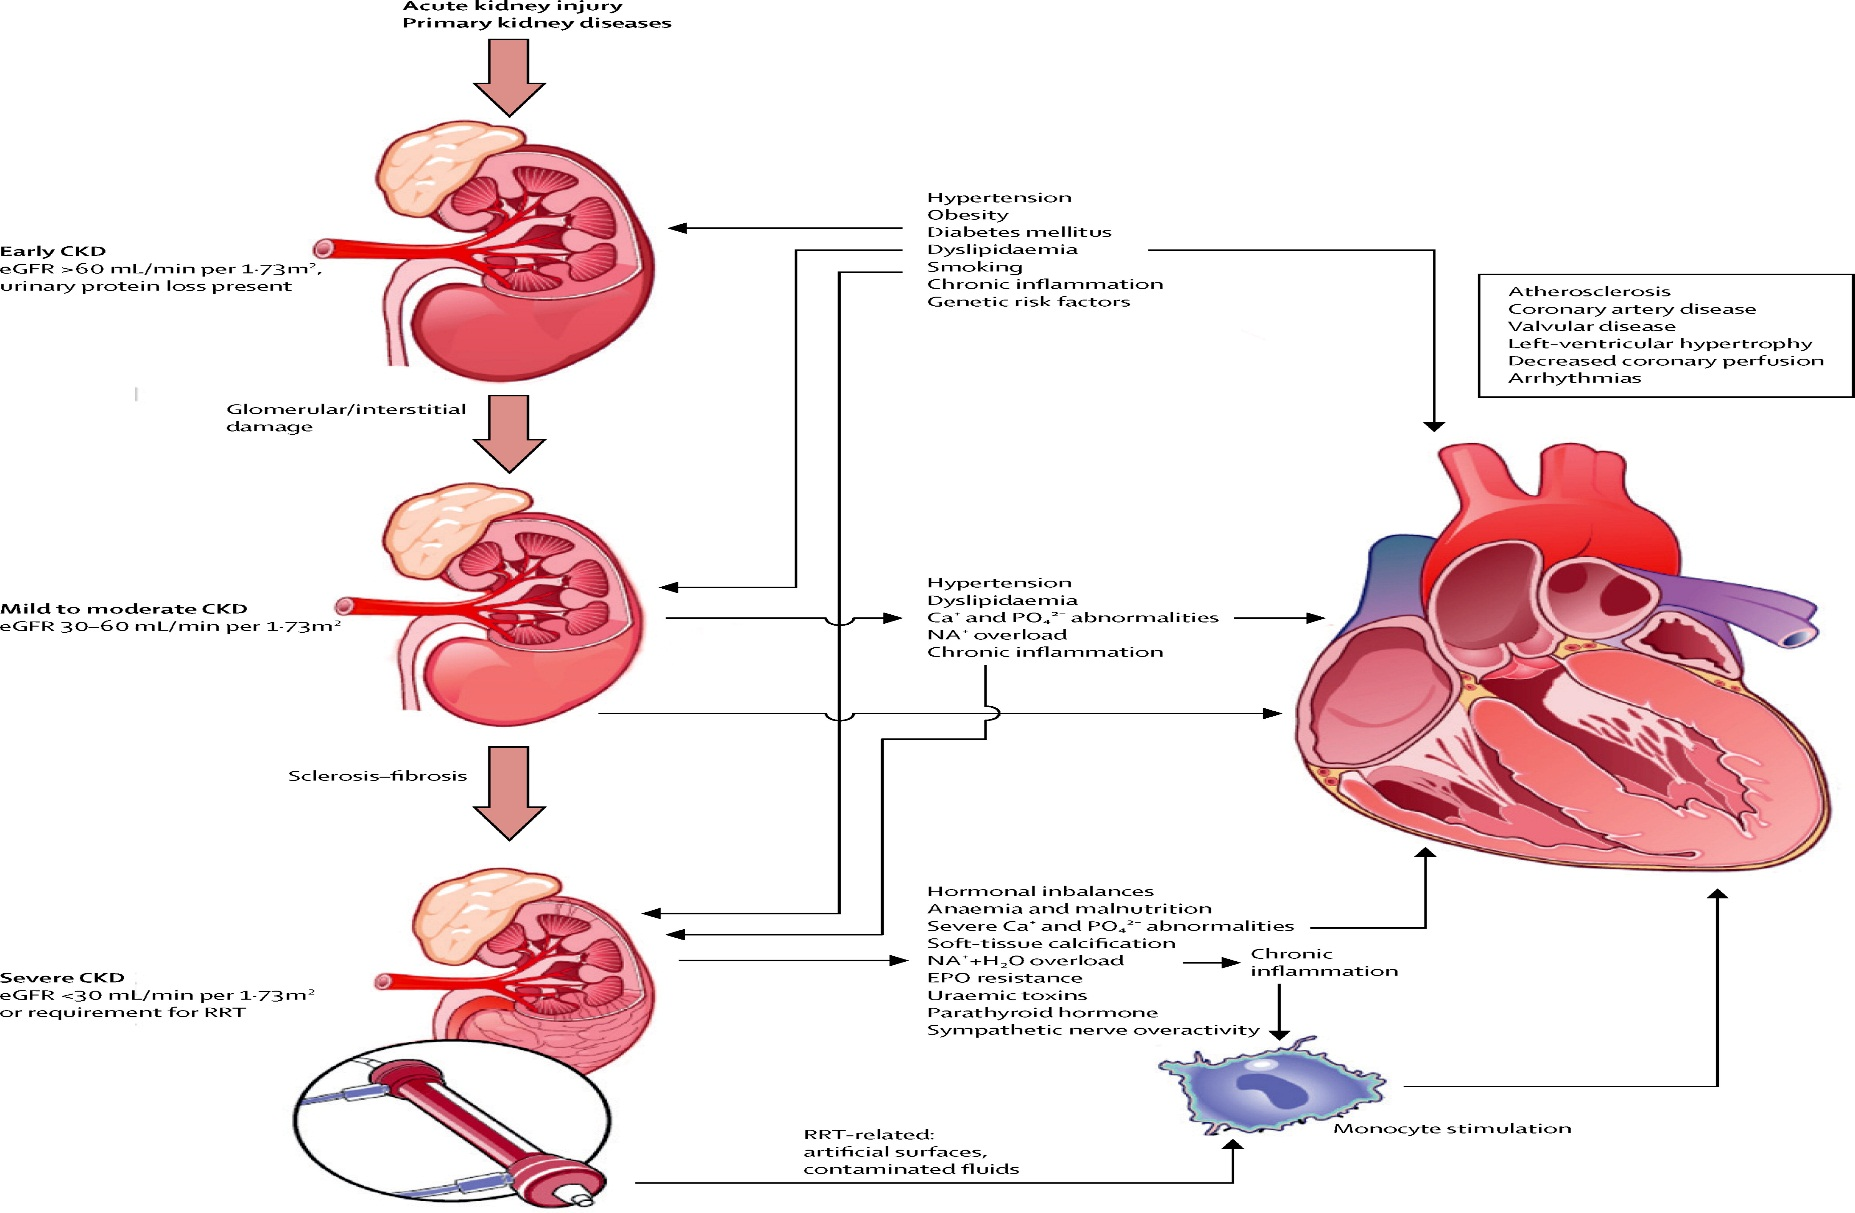 Acute kidney injury
Primary kidney diseases
Early CKD
eGFR >60 mL/min per 1·73m²,
urinary protein loss present
Hypertension
Obesity
Diabetes mellitus
Dyslipidaemia
Smoking
Chronic inflammation
Genetic risk factors
Atherosclerosis
Coronary artery disease
Valvular disease
Left-ventricular hypertrophy
Decreased coronary perfusion
Arrhythmias
Glomerular/interstitial
damage
Mild to moderate CKD
eGFR 30–60 mL/min per 1·73m²
Hypertension
Dyslipidaemia
Ca⁺ and PO₄²⁻ abnormalities
NA⁺ overload
Chronic inflammation
Sclerosis–fibrosis
Severe CKD
eGFR <30 mL/min per 1·73m²
or requirement for RRT
Hormonal inbalances
Anaemia and malnutrition
Severe Ca⁺ and PO₄²⁻ abnormalities
Soft-tissue calcification
NA⁺+H₂O overload
EPO resistance
Uraemic toxins
Parathyroid hormone
Sympathetic nerve overactivity
Chronic
inflammation
Monocyte stimulation
RRT-related:
artificial surfaces,
contaminated fluids